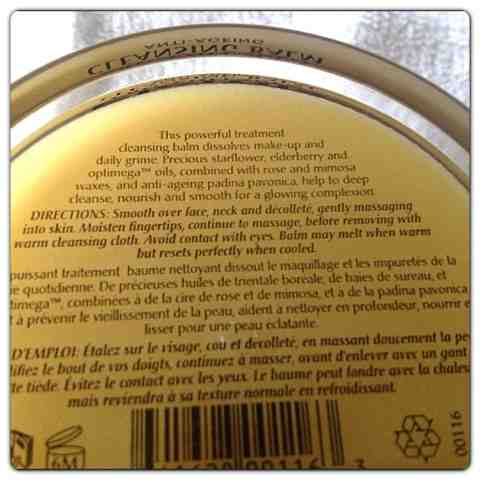 ANTI-AGEING
CLEANSING BALM
This powerful treatment
cleansing balm dissolves make-up and
daily grime. Precious starflower, elderberry and
optimega™ oils, combined with rose and mimosa
waxes, and anti-ageing padina pavonica, help to deep
cleanse, nourish and smooth for a glowing complexion
DIRECTIONS: Smooth over face, neck and décolleté, gently massaging
into skin. Moisten fingertips, continue to massage, before removing with
warm cleansing cloth. Avoid contact with eyes. Balm may melt when warm
but resets perfectly when cooled.
puissant traitement baume nettoyant dissout le maquillage et les impuretés de la
quotidienne. De précieuses huiles de trientale boréale, de baies de sureau, et
optimega™, combinées à de la cire de rose et de mimosa, et à de la padina pavonica
à prévenir le vieillissement de la peau, aident à nettoyer en profondeur, nourrir e
lisser pour une peau éclatante.
D'EMPLOI: Étalez sur le visage, cou et decolleté, en massant doucement la pe
lifiez le bout de vos doigts, continuez à masser, avant d'enlever avec un gant
te tiède. Évitez le contact avec les yeux. Le baume peut fondre avec la chale
mais reviendra à sa texture normale en refroidissant.
6M
00116
3
00116